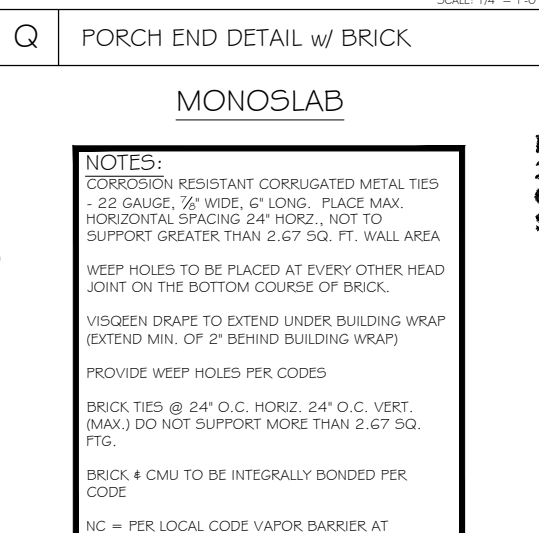 SCALE: 1/4" = 1'-0
Q
PORCH END DETAIL w/ BRICK
MONOSLAB
NOTES:
CORROSION RESISTANT CORRUGATED METAL TIES
- 22 GAUGE, 7/8" WIDE, 6" LONG.  PLACE MAX.
HORIZONTAL SPACING 24" HORZ., NOT TO
SUPPORT GREATER THAN 2.67 SQ. FT. WALL AREA
WEEP HOLES TO BE PLACED AT EVERY OTHER HEAD
JOINT ON THE BOTTOM COURSE OF BRICK.
VISQEEN DRAPE TO EXTEND UNDER BUILDING WRAP
(EXTEND MIN. OF 2" BEHIND BUILDING WRAP)
PROVIDE WEEP HOLES PER CODES
BRICK TIES @ 24" O.C. HORIZ. 24" O.C. VERT.
(MAX.) DO NOT SUPPORT MORE THAN 2.67 SQ.
FTG.
BRICK & CMU TO BE INTEGRALLY BONDED PER
CODE
NC = PER LOCAL CODE VAPOR BARRIER AT